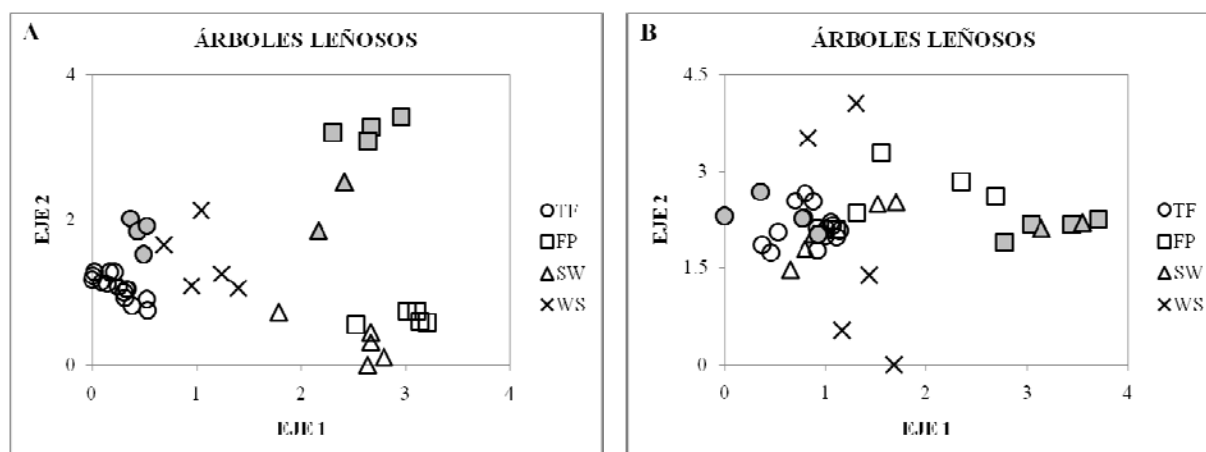 A
ÁRBOLES LEÑOSOS
4
2
0
EJE 2
0 1 2 3 4
EJE 1
TF
FP
SW
WS
B
ÁRBOLES LEÑOSOS
4.5
3
1.5
0
EJE 2
0 1 2 3 4
EJE 1
TF
FP
SW
WS